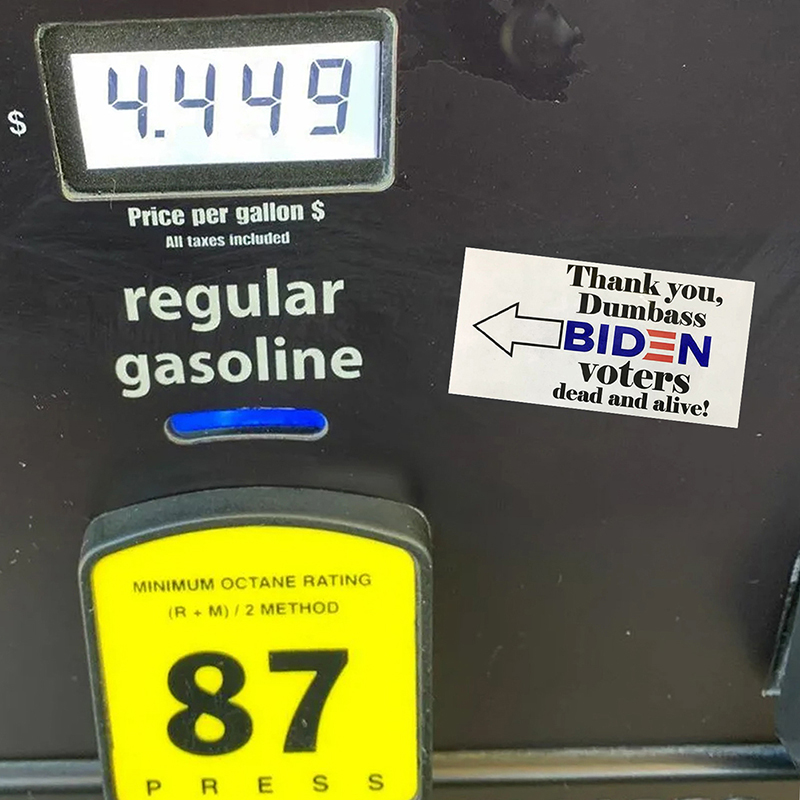 $ 4.449
Price per gallon $
All taxes included
regular
gasoline
Thank you,
Dumbass
BIDEN
voters
dead and alive!
MINIMUM OCTANE RATING
(R + M) / 2 METHOD
87
PRESS